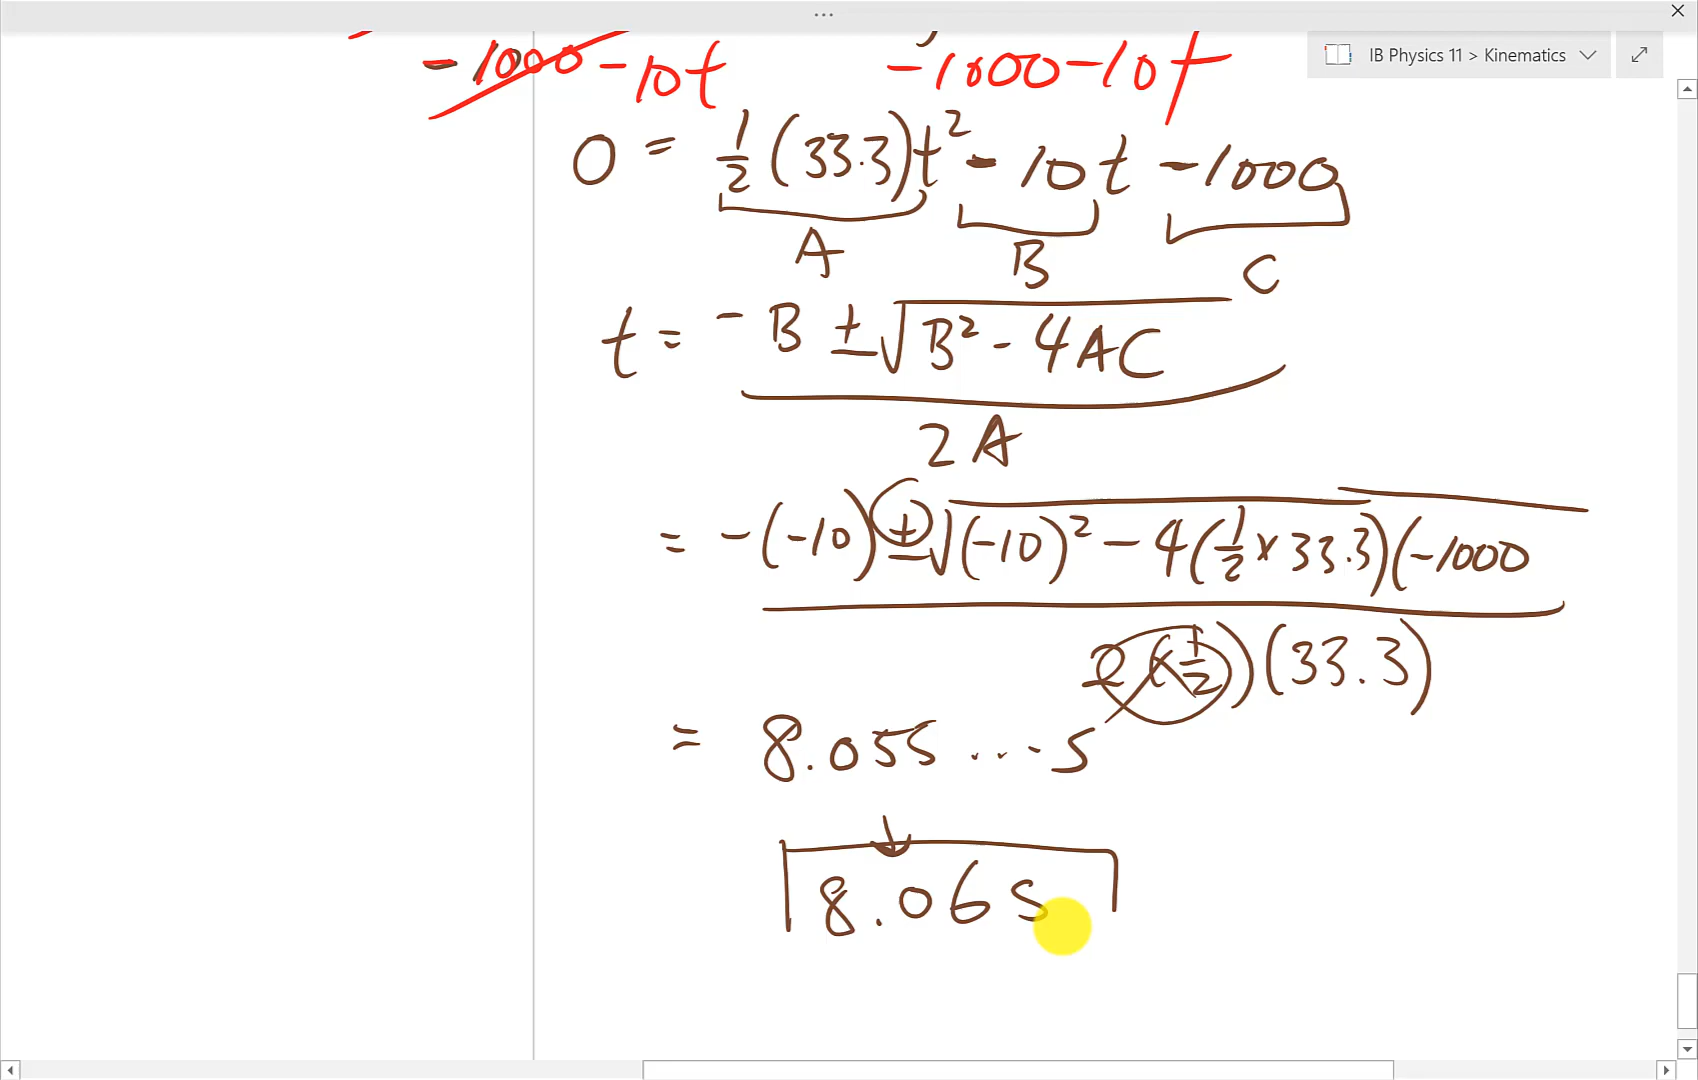 ...
IB Physics 11 > Kinematics
-1000 -10t -1000-10t
0 = 1/2 (33.3)t² - 10t -1000
A B C
t = -B ± √B² - 4AC
2A
= -(-10) ± √(-10)² - 4(1/2 × 33.3)(-1000
2 (1/2))(33.3)
= 8.055 ... s
8.06 s